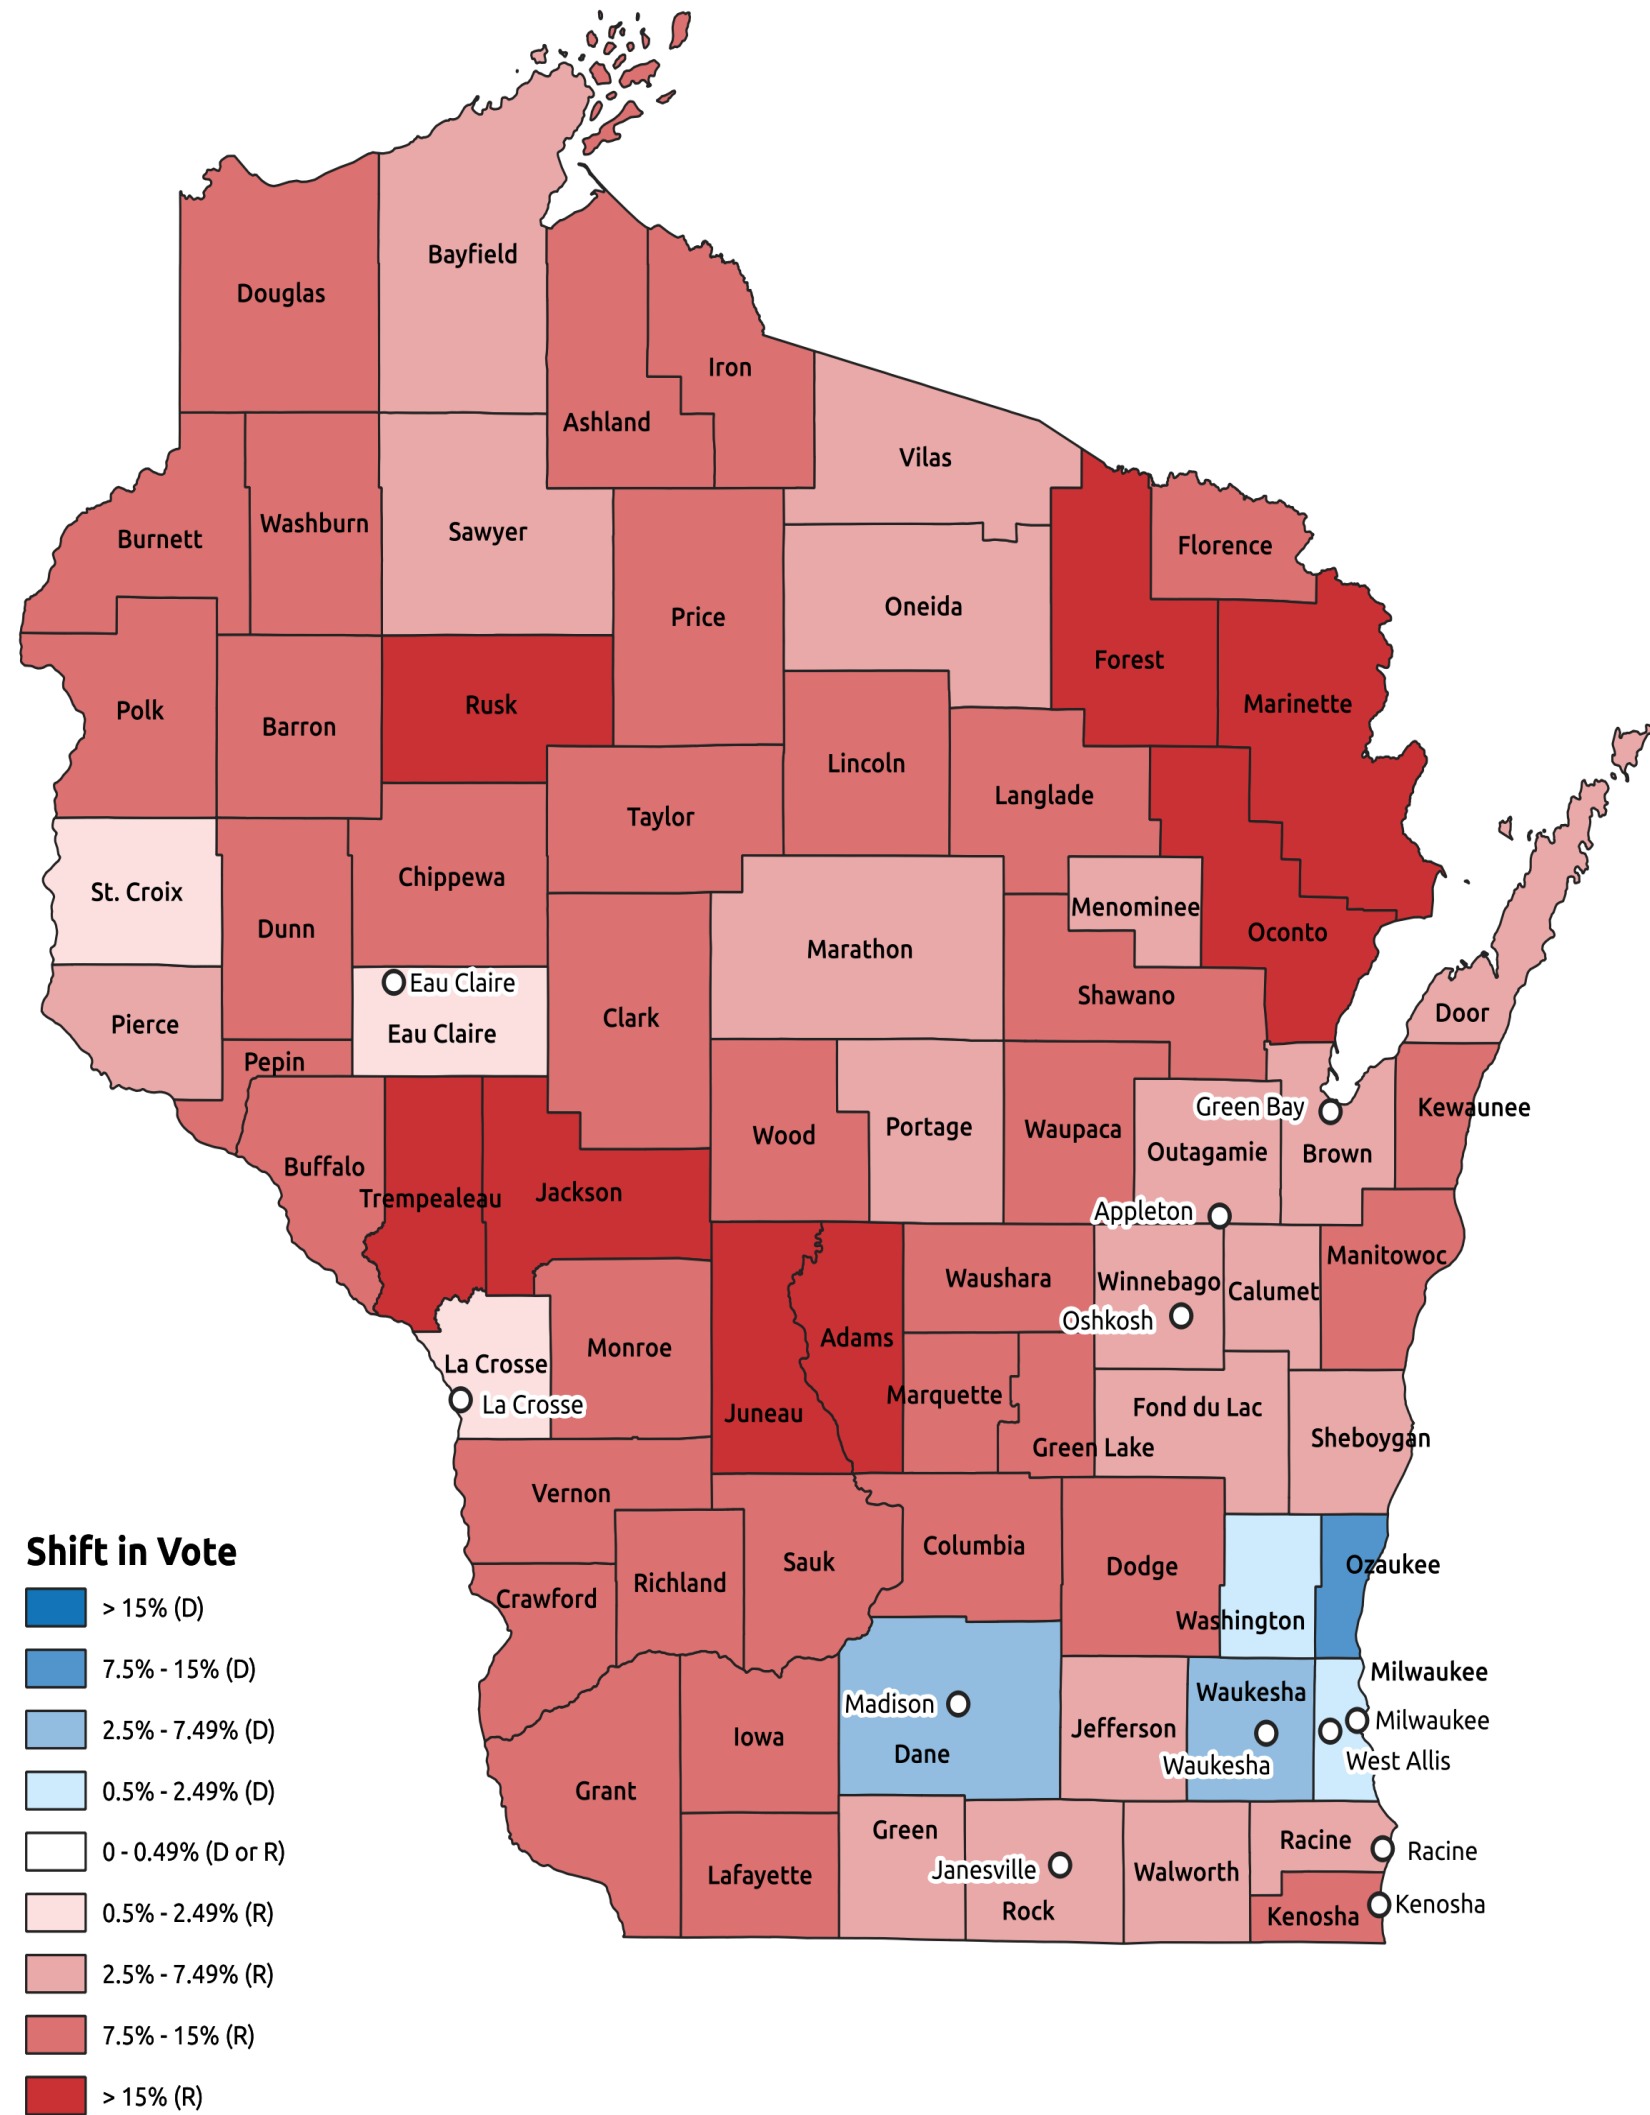 Bayfield
Douglas
Iron
Ashland
Vilas
Washburn
Sawyer
Burnett
Florence
Oneida
Price
Forest
Rusk
Marinette
Polk
Barron
Lincoln
Langlade
Taylor
Chippewa
St. Croix
Menominee
Dunn
Oconto
Marathon
Eau Claire
Shawano
Door
Clark
Pierce
Eau Claire
Pepin
Green Bay
Kewaunee
Portage
Waupaca
Wood
Outagamie
Brown
Buffalo
Jackson
Trempealeau
Appleton
Manitowoc
Waushara
Winnebago
Calumet
Oshkosh
Adams
Monroe
La Crosse
Marquette
La Crosse
Fond du Lac
Juneau
Sheboygan
Green Lake
Vernon
Columbia
Sauk
Dodge
Ozaukee
Richland
Crawford
Washington
Milwaukee
Waukesha
Madison
Milwaukee
Jefferson
Iowa
Dane
West Allis
Waukesha
Grant
Green
Racine
Racine
Janesville
Walworth
Lafayette
Kenosha
Rock
Kenosha
Shift in Vote
> 15% (D)
7.5% - 15% (D)
2.5% - 7.49% (D)
0.5% - 2.49% (D)
0 - 0.49% (D or R)
0.5% - 2.49% (R)
2.5% - 7.49% (R)
7.5% - 15% (R)
> 15% (R)